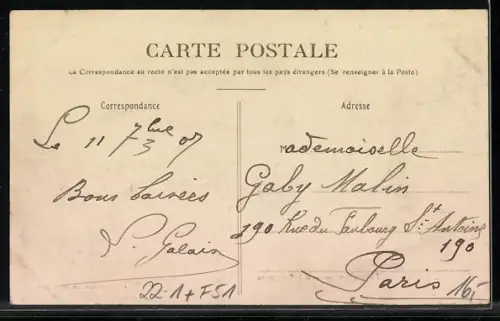 CARTE POSTALE
La Correspondance au recto n'est pas acceptée par tous les pays étrangers (Se renseigner à la Poste)
Correspondance
Le 11 7bre 07
Bons baisers
Adresse
Mademoiselle
Gaby Malin
190 Rue du Faubourg St Antoine
190
Paris
22-1+F51
16,-